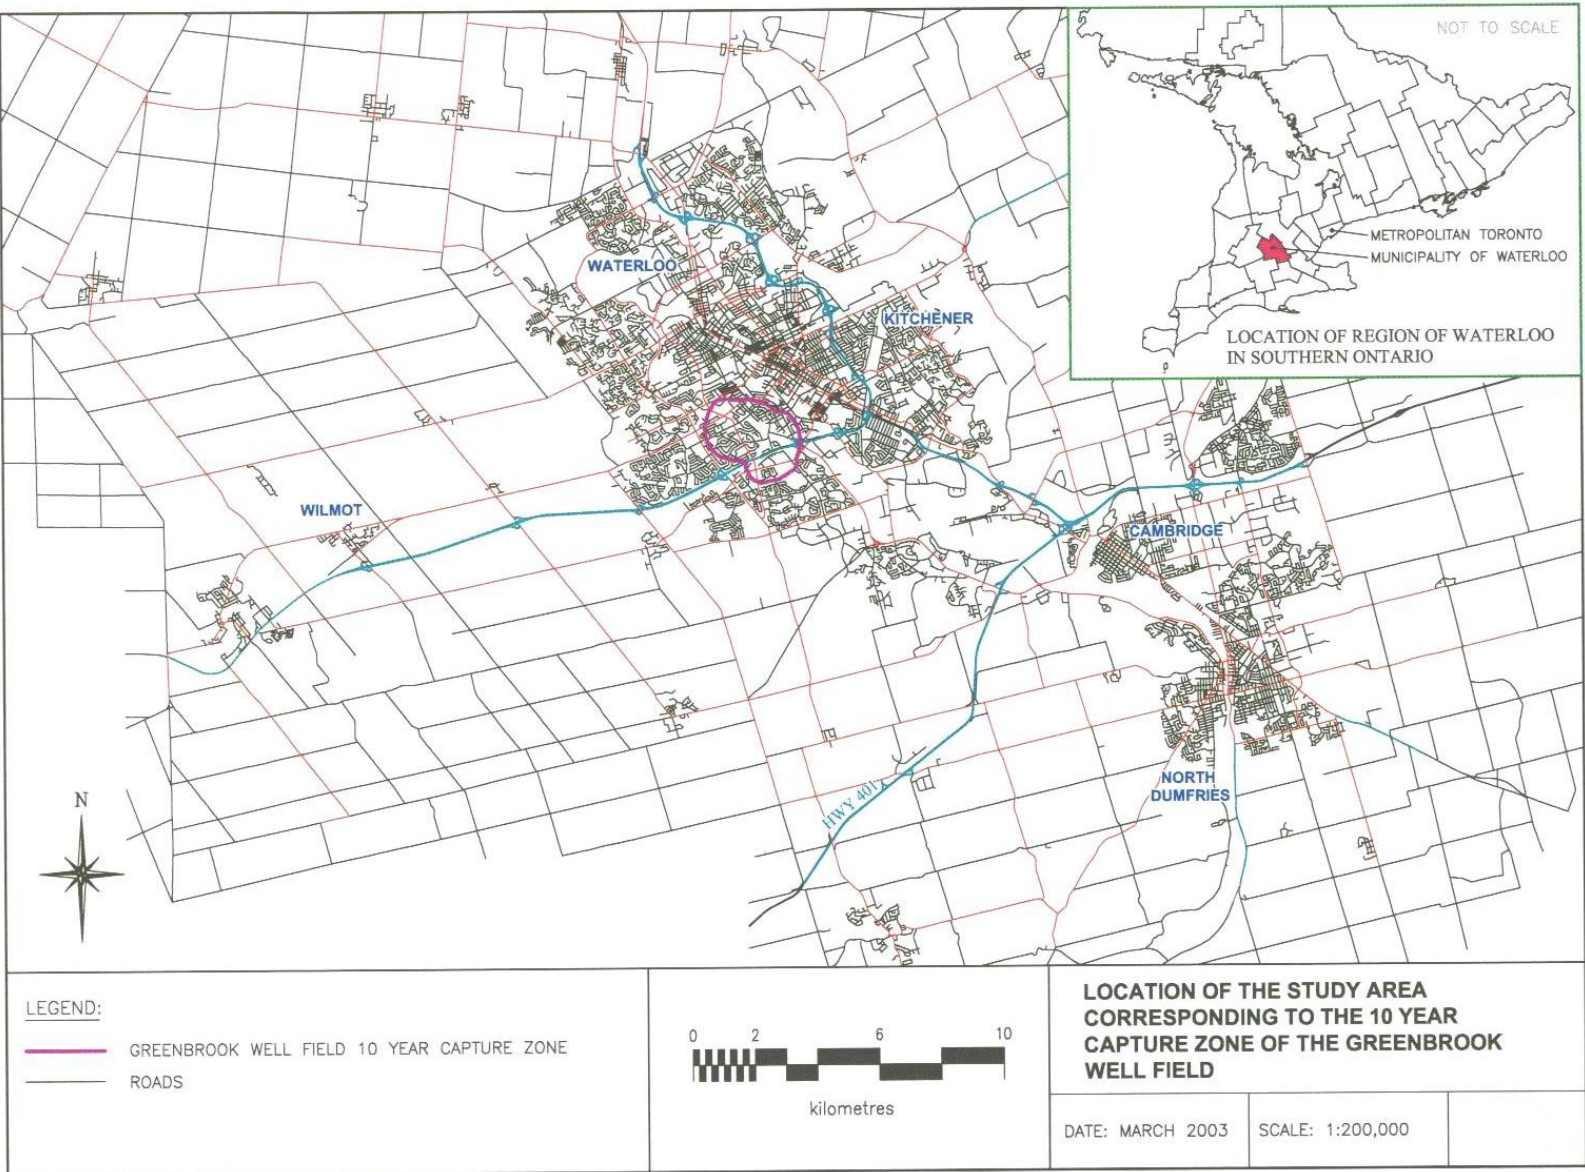 NOT TO SCALE
METROPOLITAN TORONTO
MUNICIPALITY OF WATERLOO
LOCATION OF REGION OF WATERLOO
IN SOUTHERN ONTARIO
WATERLOO
KITCHENER
WILMOT
CAMBRIDGE
NORTH
DUMFRIES
HWY 401
N
LEGEND:
GREENBROOK WELL FIELD 10 YEAR CAPTURE ZONE
ROADS
0 2 6 10
kilometres
LOCATION OF THE STUDY AREA
CORRESPONDING TO THE 10 YEAR
CAPTURE ZONE OF THE GREENBROOK
WELL FIELD
DATE: MARCH 2003
SCALE: 1:200,000